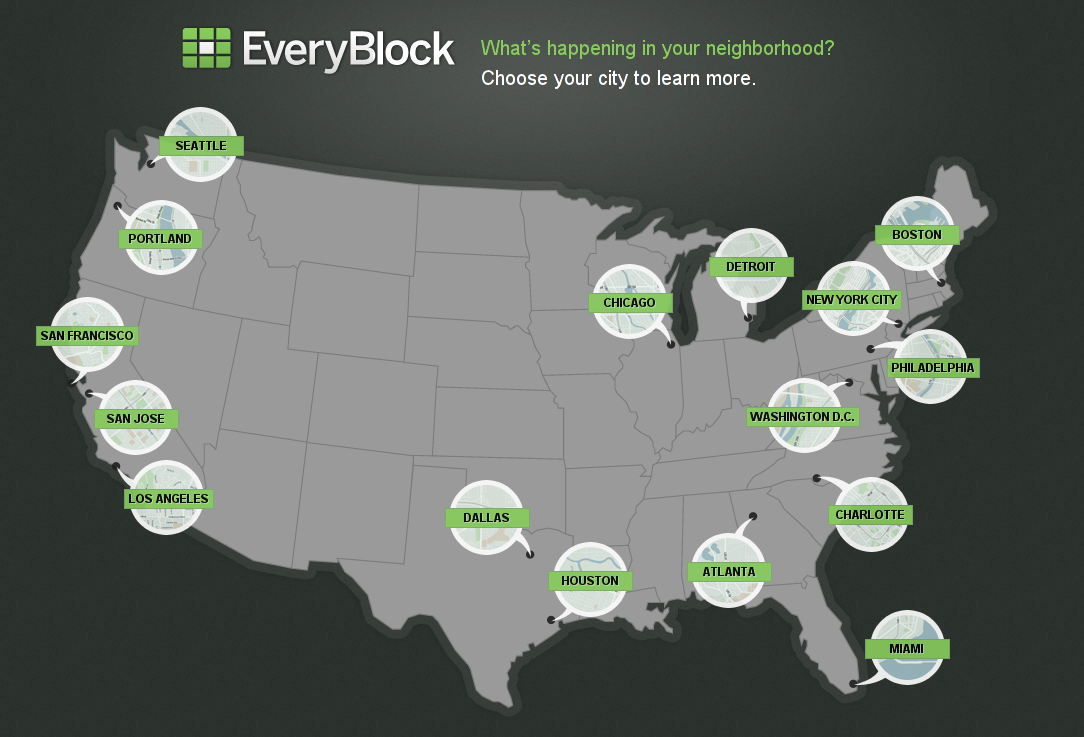 EveryBlock
What's happening in your neighborhood?
Choose your city to learn more.
SEATTLE
PORTLAND
BOSTON
DETROIT
NEW YORK CITY
CHICAGO
SAN FRANCISCO
PHILADELPHIA
SAN JOSE
WASHINGTON D.C.
LOS ANGELES
DALLAS
CHARLOTTE
ATLANTA
HOUSTON
MIAMI